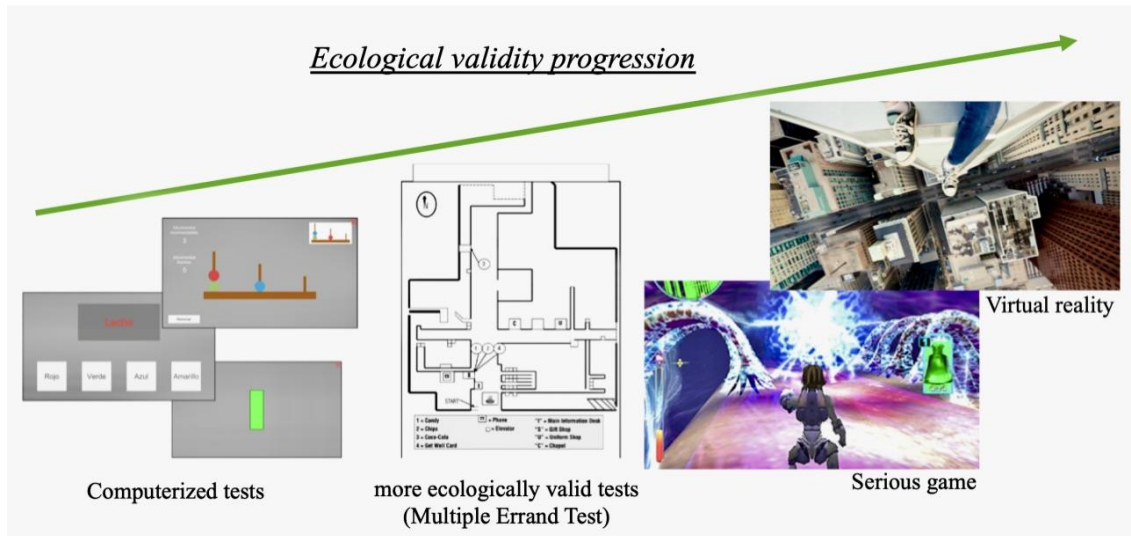 Ecological validity progression
Leche
Rojo
Verde
Azul
Amarillo
Computerized tests
START
1 = Candy
2 = Chips
3 = Coca-Cola
4 = Get Well Card
= Phone
= Elevator
"I" = Main Information Desk
"S" = Gift Shop
"U" = Uniform Shop
"C" = Chapel
more ecologically valid tests
(Multiple Errand Test)
Serious game
Virtual reality